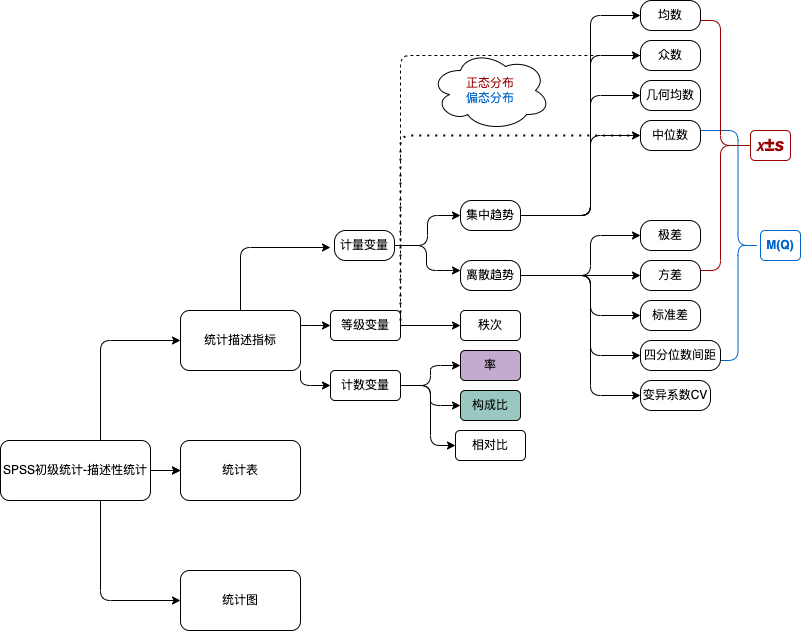 均数
众数
正态分布
偏态分布
几何均数
中位数
x±s
集中趋势
计量变量
极差
M(Q)
离散趋势
方差
标准差
统计描述指标
等级变量
秩次
四分位数间距
率
计数变量
变异系数CV
构成比
相对比
SPSS初级统计-描述性统计
统计表
统计图